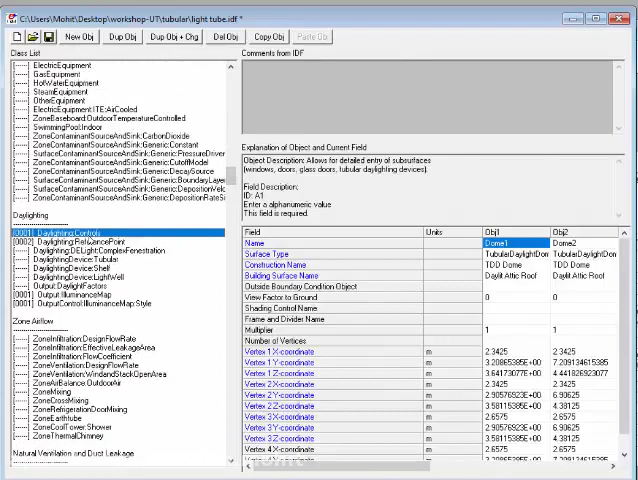 C:\Users\Mohit\Desktop\workshop-UT\tubular\light tube.idf *
New Obj Dup Obj Dup Obj + Chg Del Obj Copy Obj Paste Obj
Class List
[------] ElectricEquipment
[------] GasEquipment
[------] HotWaterEquipment
[------] SteamEquipment
[------] OtherEquipment
[------] ElectricEquipment:ITE:AirCooled
[------] ZoneBaseboard:OutdoorTemperatureControlled
[------] SwimmingPool:Indoor
[------] ZoneContaminantSourceAndSink:CarbonDioxide
[------] ZoneContaminantSourceAndSink:Generic:Constant
[------] SurfaceContaminantSourceAndSink:Generic:PressureDriven
[------] ZoneContaminantSourceAndSink:Generic:CutoffModel
[------] ZoneContaminantSourceAndSink:Generic:DecaySource
[------] SurfaceContaminantSourceAndSink:Generic:BoundaryLayer
[------] ZoneContaminantSourceAndSink:Generic:DepositionVeloc
[------] ZoneContaminantSourceAndSink:Generic:DepositionRateSi
Daylighting
[0001] Daylighting:Controls
[0002] Daylighting:ReferencePoint
[------] Daylighting:DELight:ComplexFenestration
[------] DaylightingDevice:Tubular
[------] DaylightingDevice:Shelf
[------] DaylightingDevice:LightWell
[------] Output:DaylightFactors
[0001] Output:IlluminanceMap
[0001] OutputControl:IlluminanceMap:Style
Zone Airflow
[------] ZoneInfiltration:DesignFlowRate
[------] ZoneInfiltration:EffectiveLeakageArea
[------] ZoneInfiltration:FlowCoefficient
[------] ZoneVentilation:DesignFlowRate
[------] ZoneVentilation:WindandStackOpenArea
[------] ZoneAirBalance:OutdoorAir
[------] ZoneMixing
[------] ZoneCrossMixing
[------] ZoneRefrigerationDoorMixing
[------] ZoneEarthtube
[------] ZoneCoolTower:Shower
[------] ZoneThermalChimney
Natural Ventilation and Duct Leakage
Comments from IDF
Explanation of Object and Current Field
Object Description: Allows for detailed entry of subsurfaces
(windows, doors, glass doors, tubular daylighting devices).
Field Description:
ID: A1
Enter a alphanumeric value
This field is required.
Field Units Obj1 Obj2
Name Dome1 Dome2
Surface Type TubularDaylightDom TubularDaylightDom
Construction Name TDD Dome TDD Dome
Building Surface Name Daylit Attic Roof Daylit Attic Roof
Outside Boundary Condition Object
View Factor to Ground 0 0
Shading Control Name
Frame and Divider Name
Multiplier 1 1
Number of Vertices
Vertex 1 X-coordinate m 2.3425 2.3425
Vertex 1 Y-coordinate m 3.20865385E+00 7.209134615385
Vertex 1 Z-coordinate m 3.64173077E+00 4.441826923077
Vertex 2 X-coordinate m 2.3425 2.3425
Vertex 2 Y-coordinate m 2.90576923E+00 6.90625
Vertex 2 Z-coordinate m 3.58115385E+00 4.38125
Vertex 3 X-coordinate m 2.6575 2.6575
Vertex 3 Y-coordinate m 2.90576923E+00 6.90625
Vertex 3 Z-coordinate m 3.58115385E+00 4.38125
Vertex 4 X-coordinate m 2.6575 2.6575
Vertex 4 Y-coordinate m 3.20865385E+00 7.209134615385